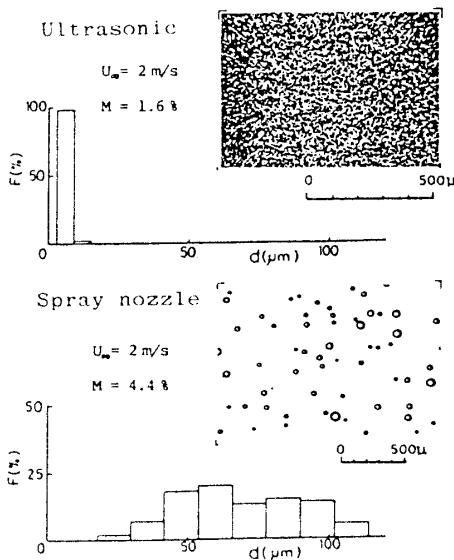 Ultrasonic
U∞ = 2 m/s
M = 1.6 %
100
50
0
F(%)
50
100
d(μm)
0 500μ
Spray nozzle
U∞ = 2 m/s
M = 4.4 %
50
25
0
F(%)
50
100
d(μm)
0 500μ